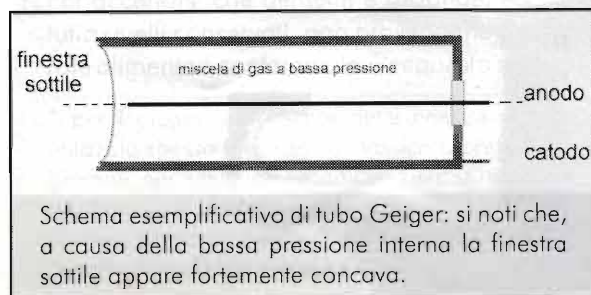 finestra
sottile
miscela di gas a bassa pressione
anodo
catodo
Schema esemplificativo di tubo Geiger: si noti che,
a causa della bassa pressione interna la finestra
sottile appare fortemente concava.